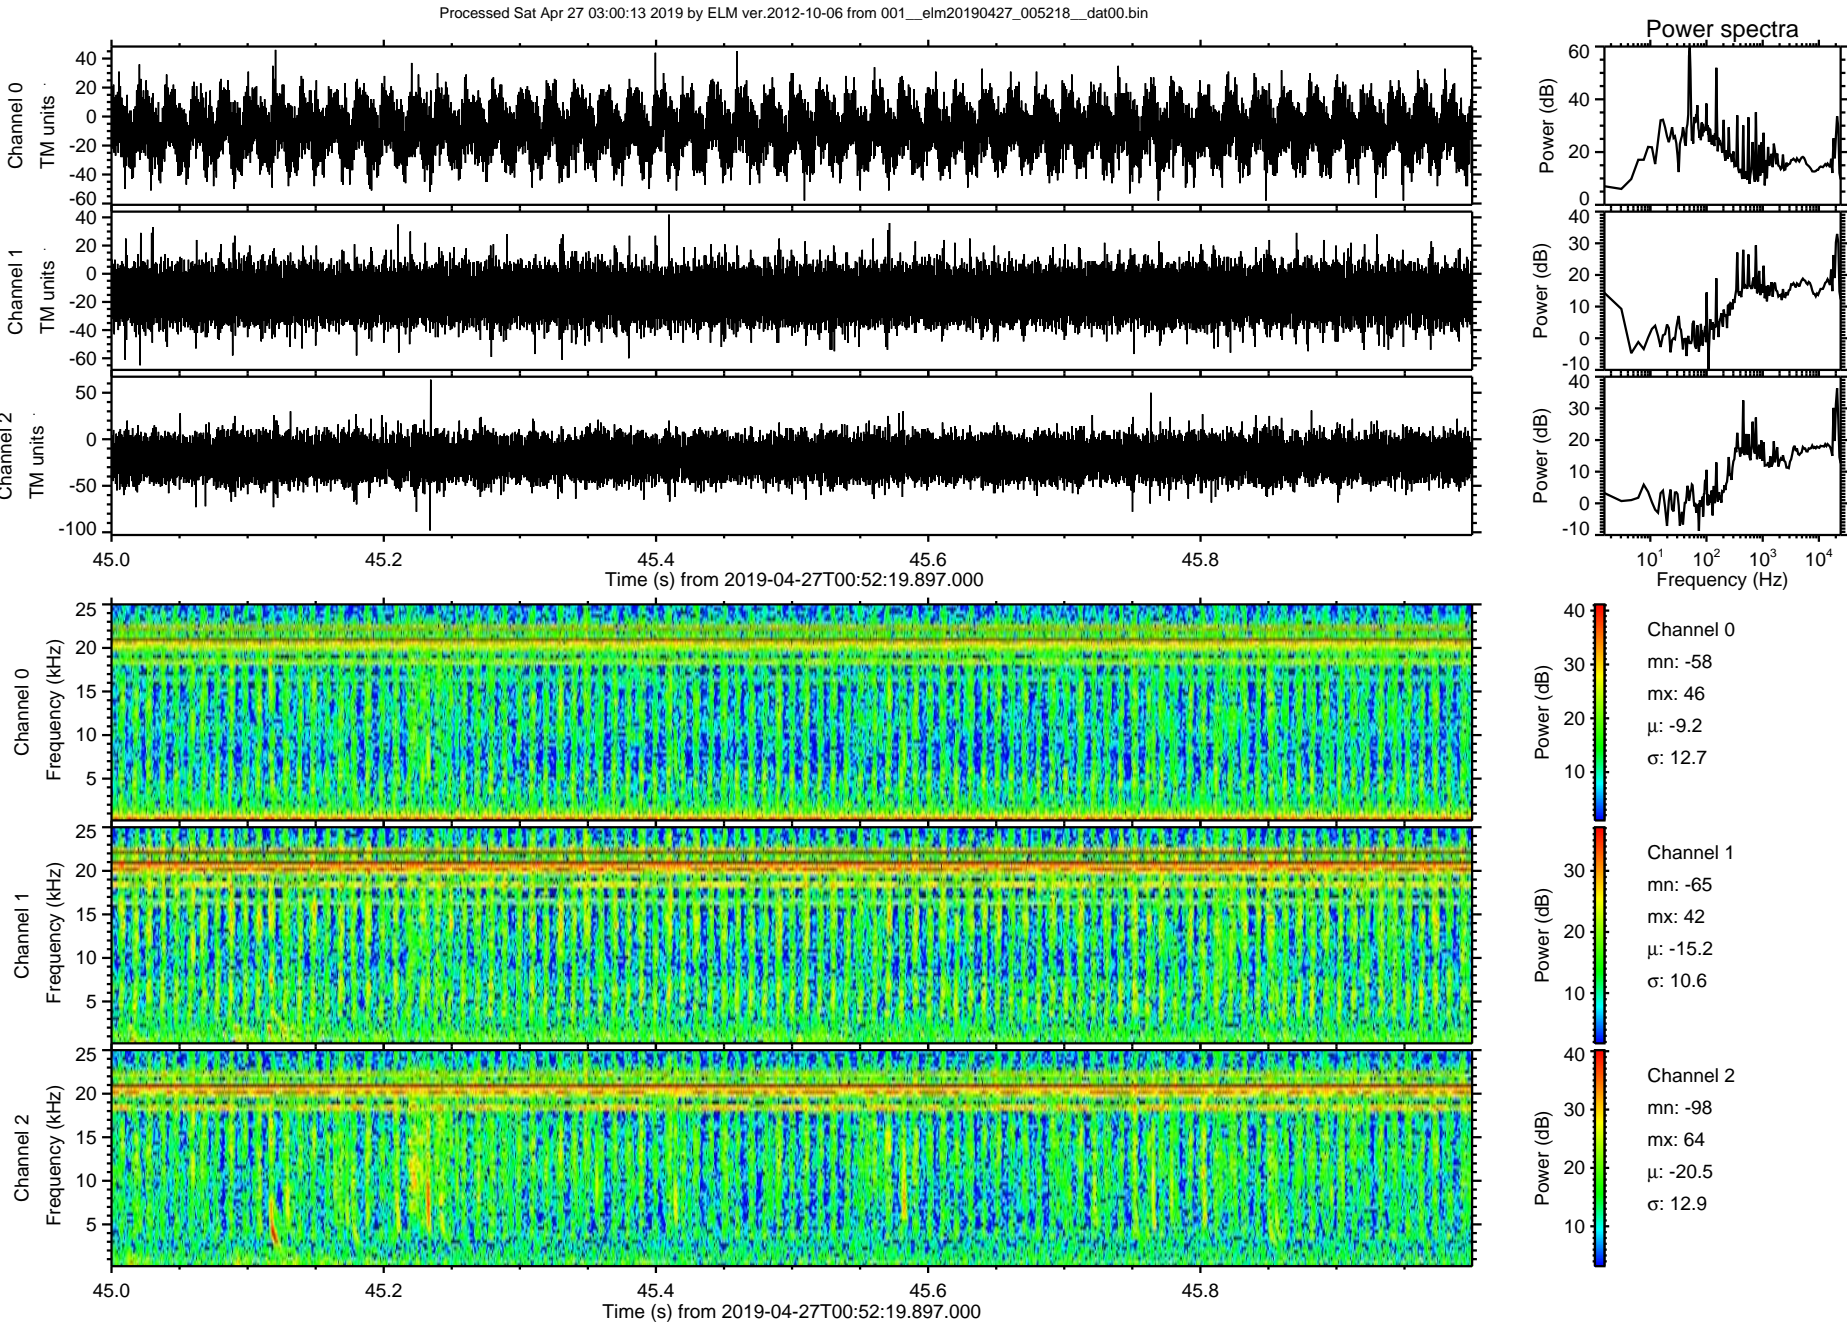 Processed Sat Apr 27 03:00:13 2019 by ELM ver.2012-10-06 from 001__elm20190427_005218__dat00.bin
Power spectra
Channel 0
TM units
40
20
0
-20
-40
-60
Power (dB)
60
40
20
0
Channel 1
TM units
40
20
0
-20
-40
-60
Power (dB)
40
30
20
10
0
-10
Channel 2
TM units
50
0
-50
-100
Power (dB)
40
30
20
10
0
-10
45.0 45.2 45.4 45.6 45.8
Time (s) from 2019-04-27T00:52:19.897.000
10¹ 10² 10³ 10⁴
Frequency (Hz)
Channel 0
Frequency (kHz)
25
20
15
10
5
Power (dB)
40
30
20
10
Channel 0
mn: -58
mx: 46
μ: -9.2
σ: 12.7
Channel 1
Frequency (kHz)
25
20
15
10
5
Power (dB)
30
20
10
Channel 1
mn: -65
mx: 42
μ: -15.2
σ: 10.6
Channel 2
Frequency (kHz)
25
20
15
10
5
Power (dB)
40
30
20
10
Channel 2
mn: -98
mx: 64
μ: -20.5
σ: 12.9
45.0 45.2 45.4 45.6 45.8
Time (s) from 2019-04-27T00:52:19.897.000